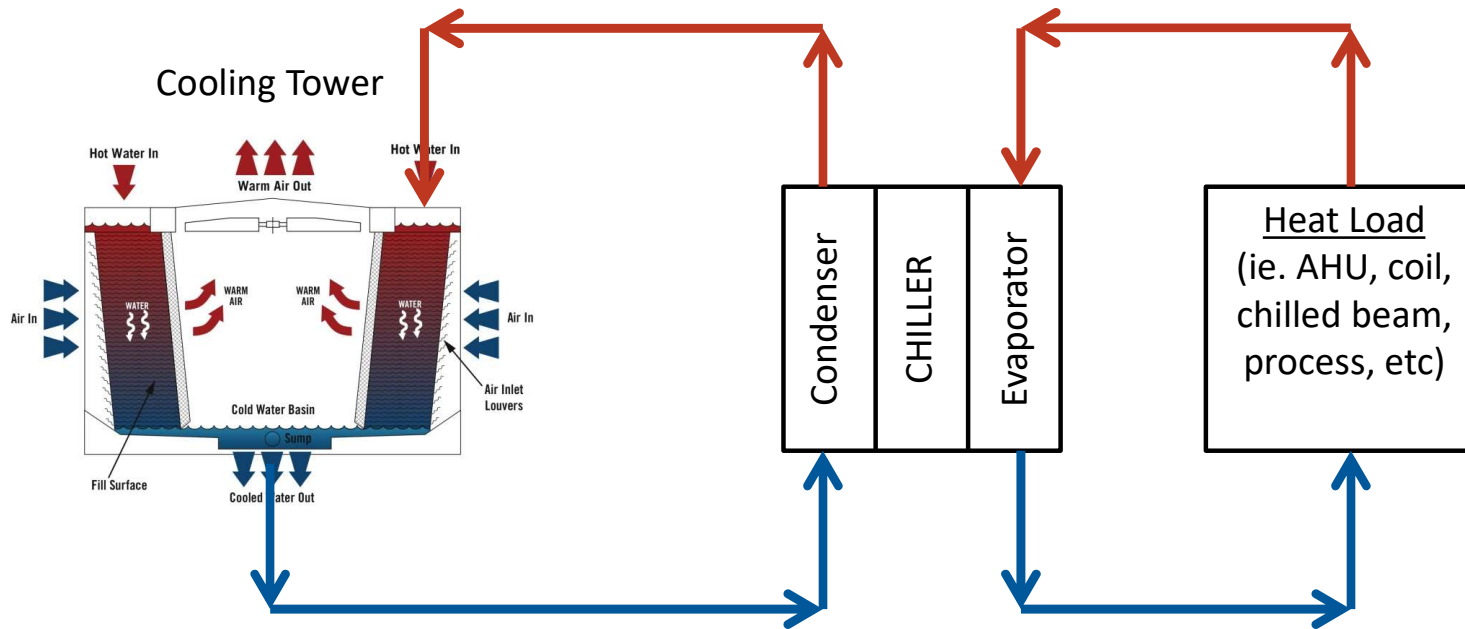 Cooling Tower
Hot Water In
Hot Water In
Warm Air Out
WATER
WARM
AIR
WARM
AIR
WATER
Air In
Air In
Air Inlet
Louvers
Cold Water Basin
Sump
Fill Surface
Cooled Water Out
Condenser
CHILLER
Evaporator
Heat Load
(ie. AHU, coil,
chilled beam,
process, etc)